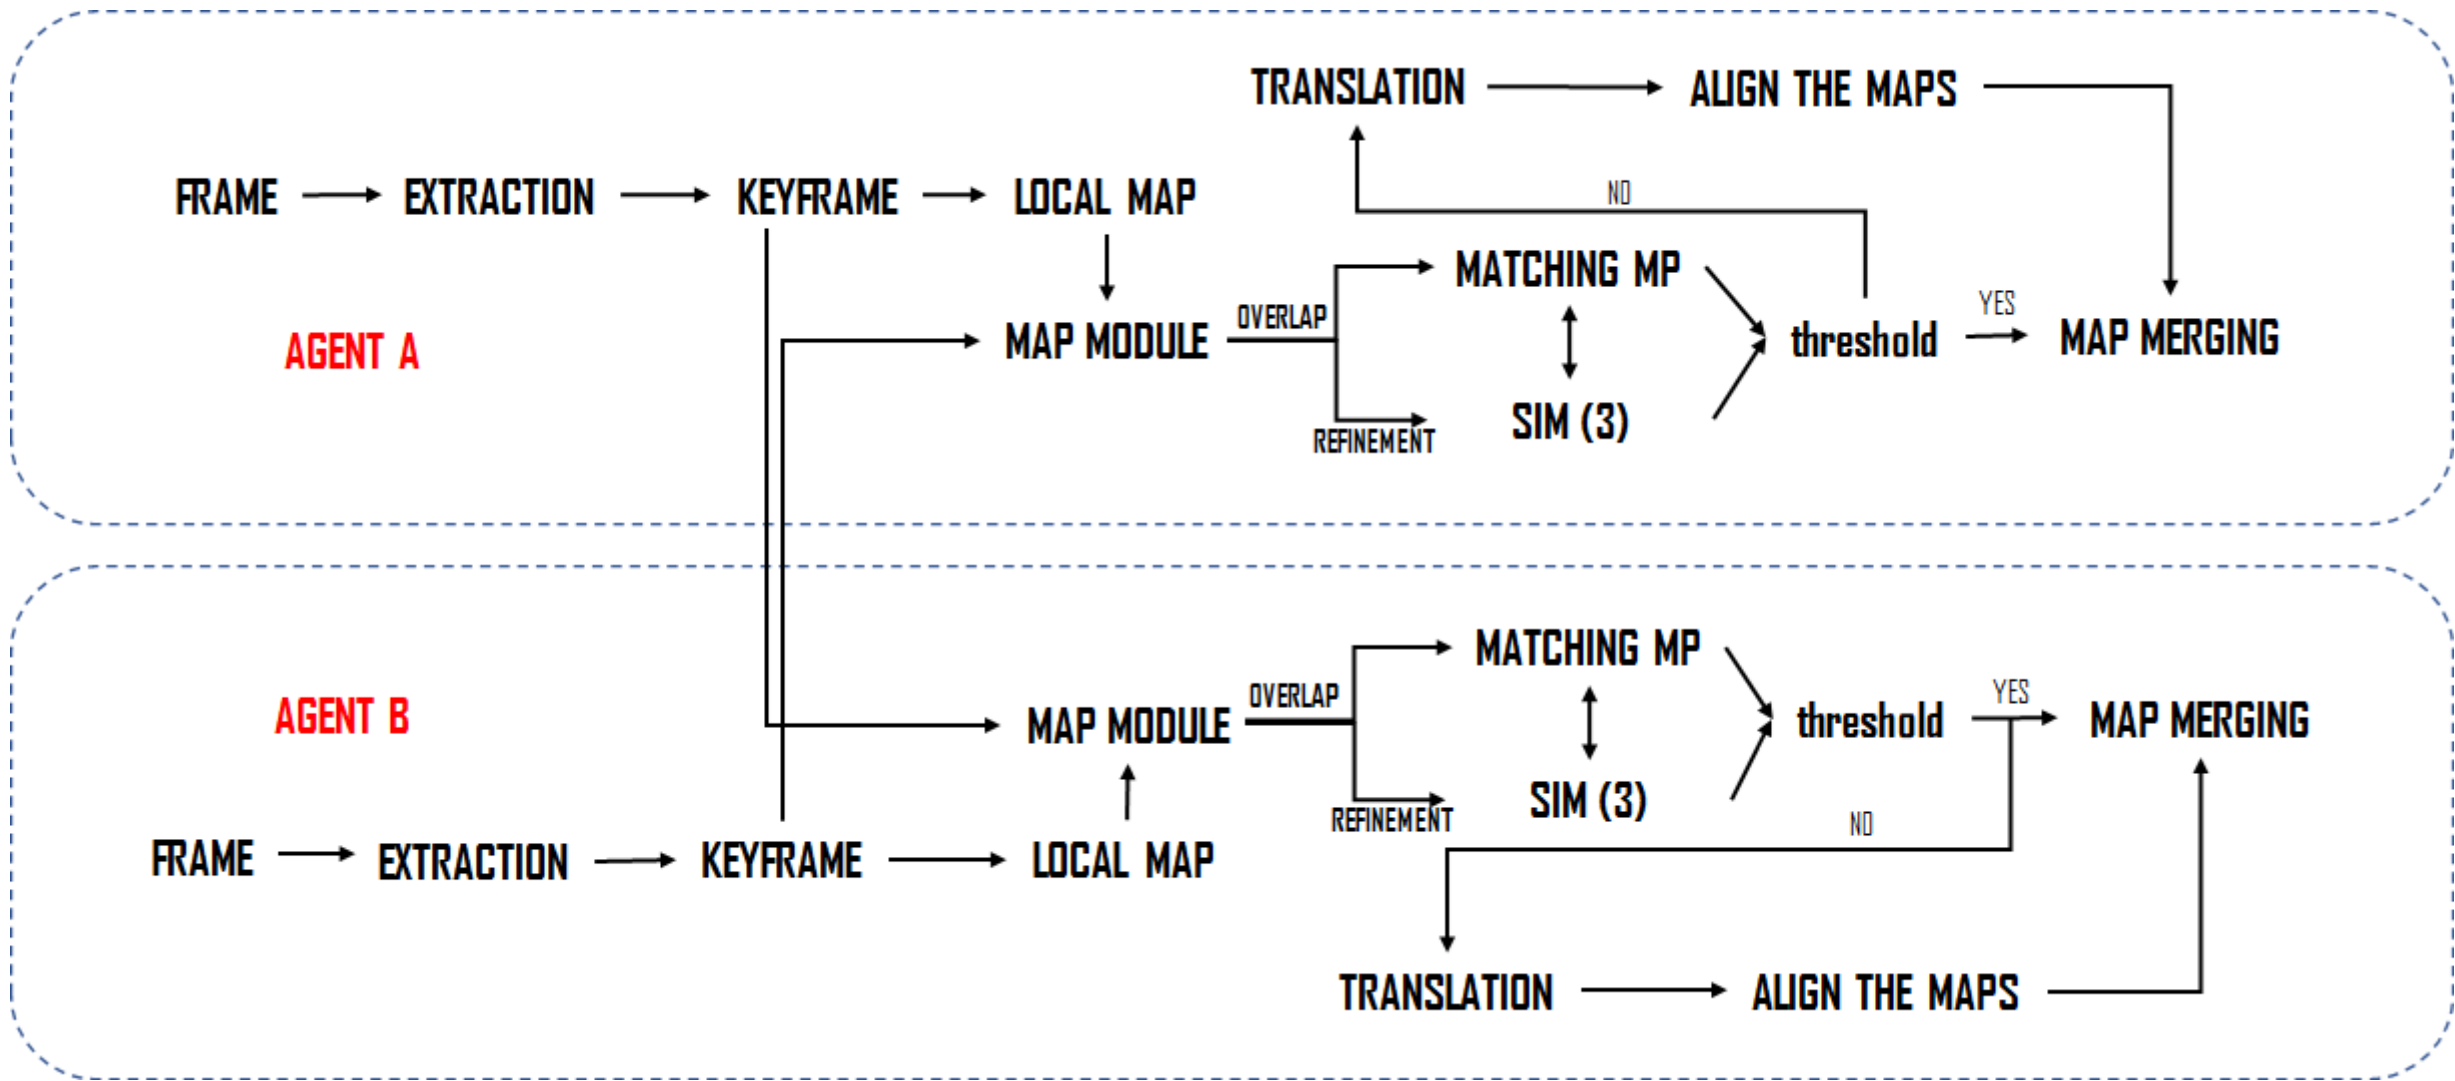 TRANSLATION ALIGN THE MAPS
FRAME EXTRACTION KEYFRAME LOCAL MAP
NO
MATCHING MP
OVERLAP
YES
AGENT A
MAP MODULE
threshold
MAP MERGING
SIM (3)
REFINEMENT
MATCHING MP
OVERLAP
YES
AGENT B
MAP MODULE
threshold
MAP MERGING
SIM (3)
REFINEMENT
NO
FRAME EXTRACTION KEYFRAME LOCAL MAP
TRANSLATION ALIGN THE MAPS